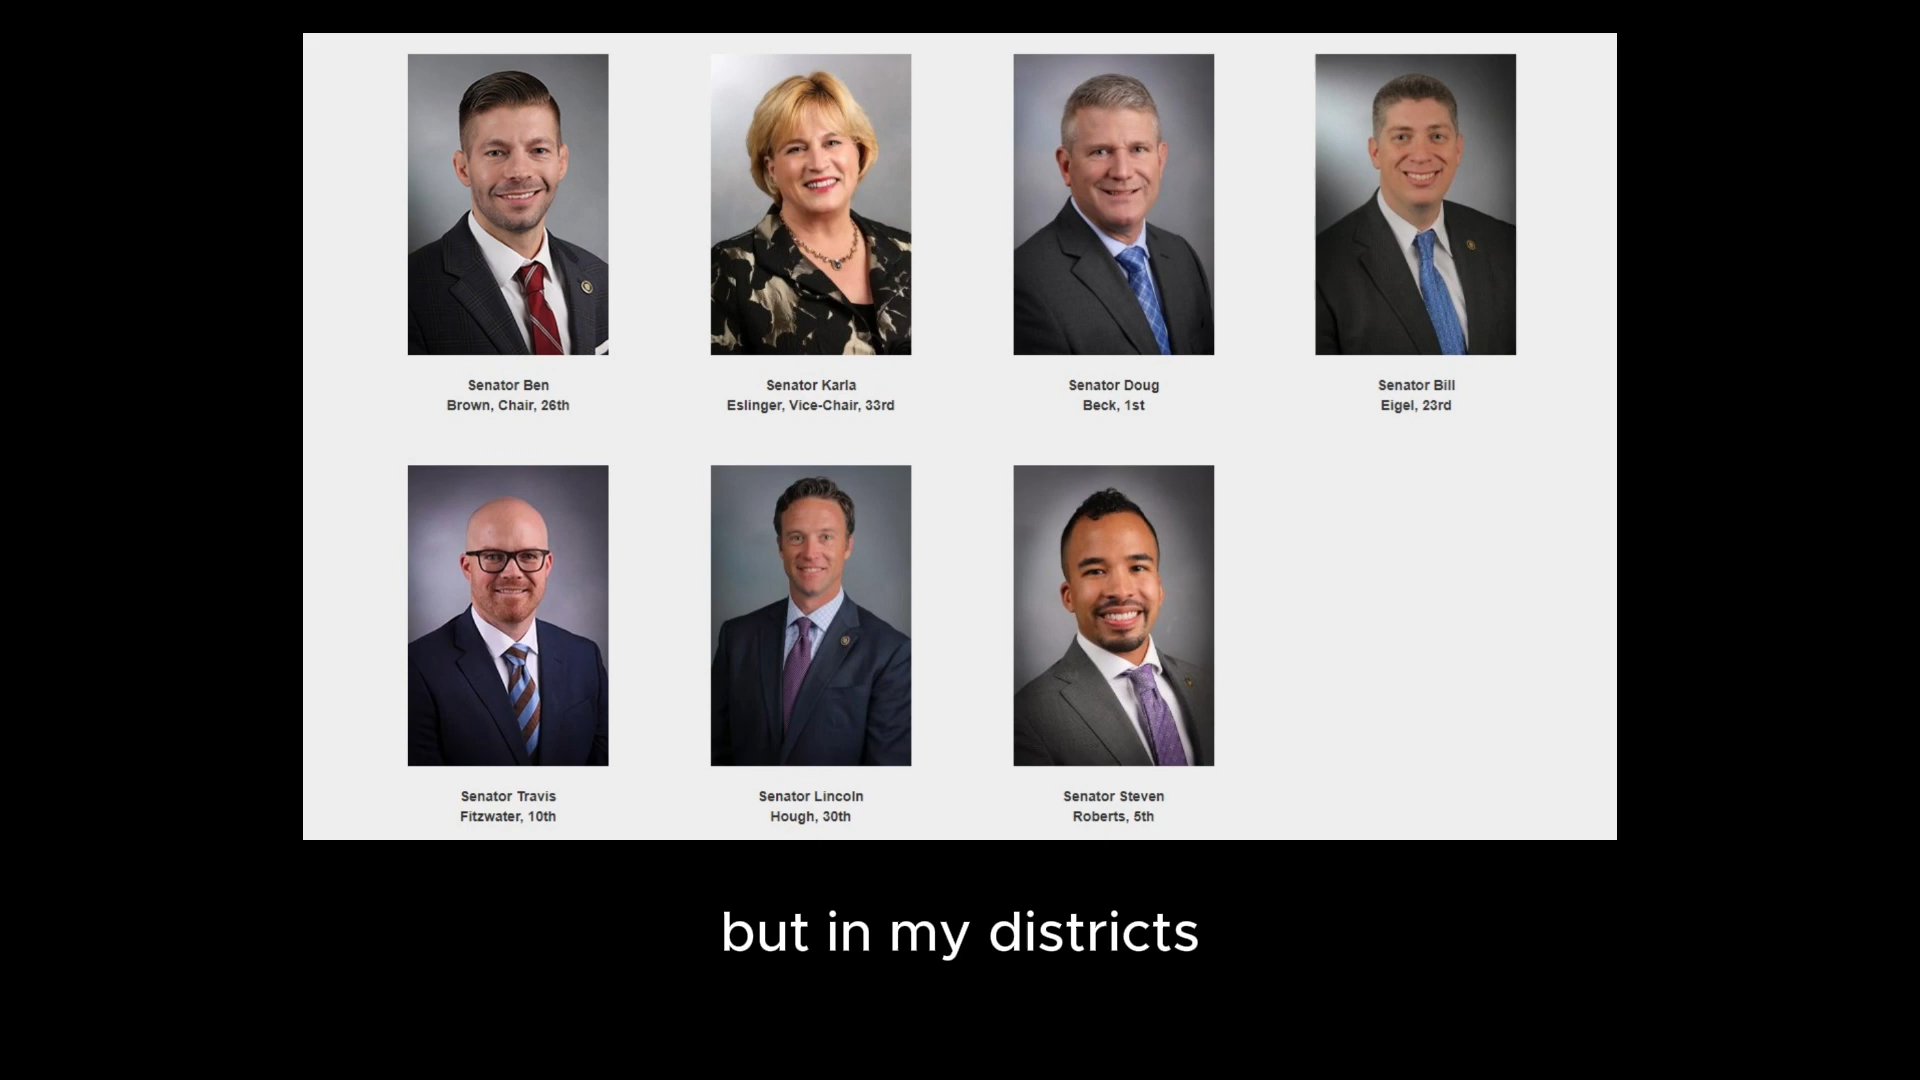 Senator Ben
Brown, Chair, 26th
Senator Karla
Eslinger, Vice-Chair, 33rd
Senator Doug
Beck, 1st
Senator Bill
Eigel, 23rd
Senator Travis
Fitzwater, 10th
Senator Lincoln
Hough, 30th
Senator Steven
Roberts, 5th
but in my districts